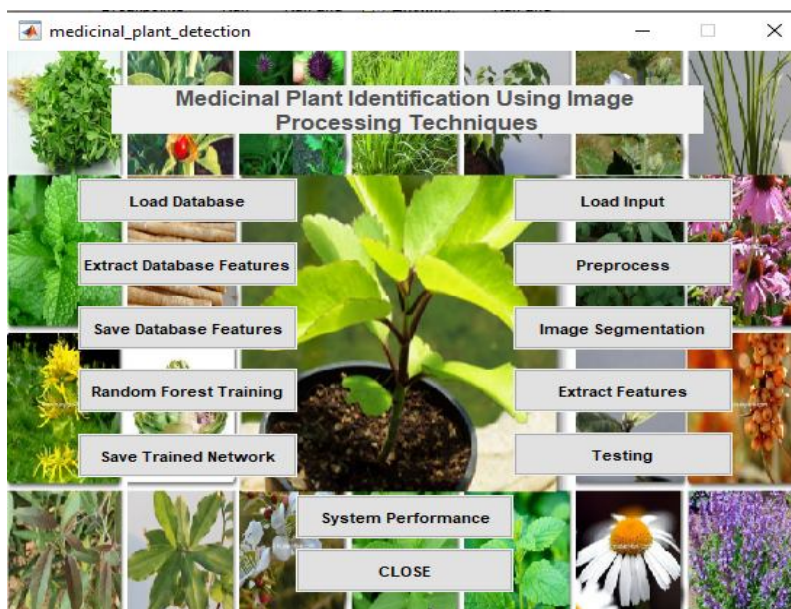 medicinal_plant_detection
Medicinal Plant Identification Using Image
Processing Techniques
Load Database
Load Input
Extract Database Features
Preprocess
Save Database Features
Image Segmentation
Random Forest Training
Extract Features
Save Trained Network
Testing
System Performance
CLOSE